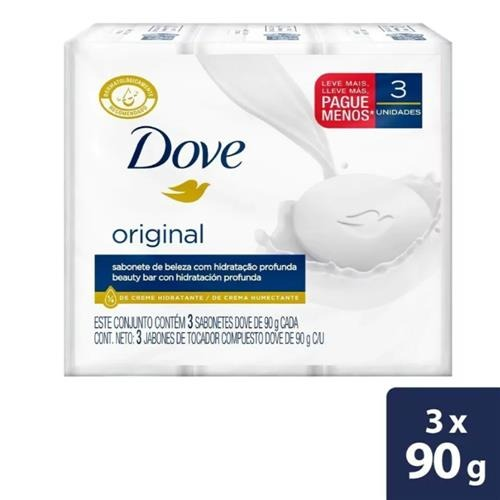 DERMATOLOGICAMENTE
RECOMENDADO
LEVE MAIS,
LLEVE MÁS,
PAGUE
MENOS*
3
UNIDADES
Dove
original
sabonete de beleza com hidratação profunda
beauty bar con hidratación profunda
¼ DE CREME HIDRATANTE / DE CREMA HUMECTANTE
ESTE CONJUNTO CONTÉM 3 SABONETES DOVE DE 90 g CADA
CONT. NETO: 3 JABONES DE TOCADOR COMPUESTO DOVE DE 90 g C/U
3 x
90 g